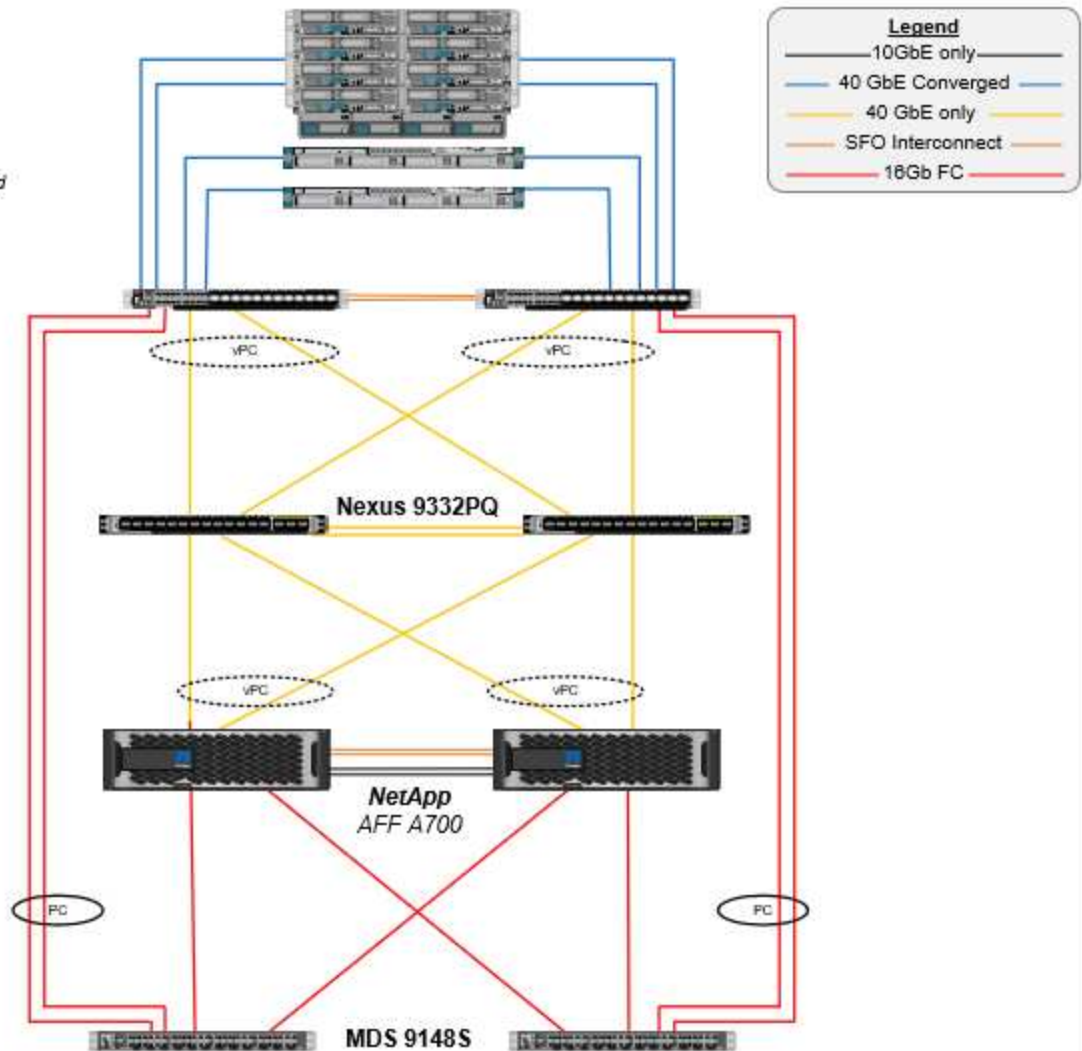 Legend
10GbE only
40 GbE Converged
40 GbE only
SFO Interconnect
16Gb FC
d
vPC
vPC
Nexus 9332PQ
vPC
vPC
NetApp
AFF A700
PC
PC
MDS 9148S